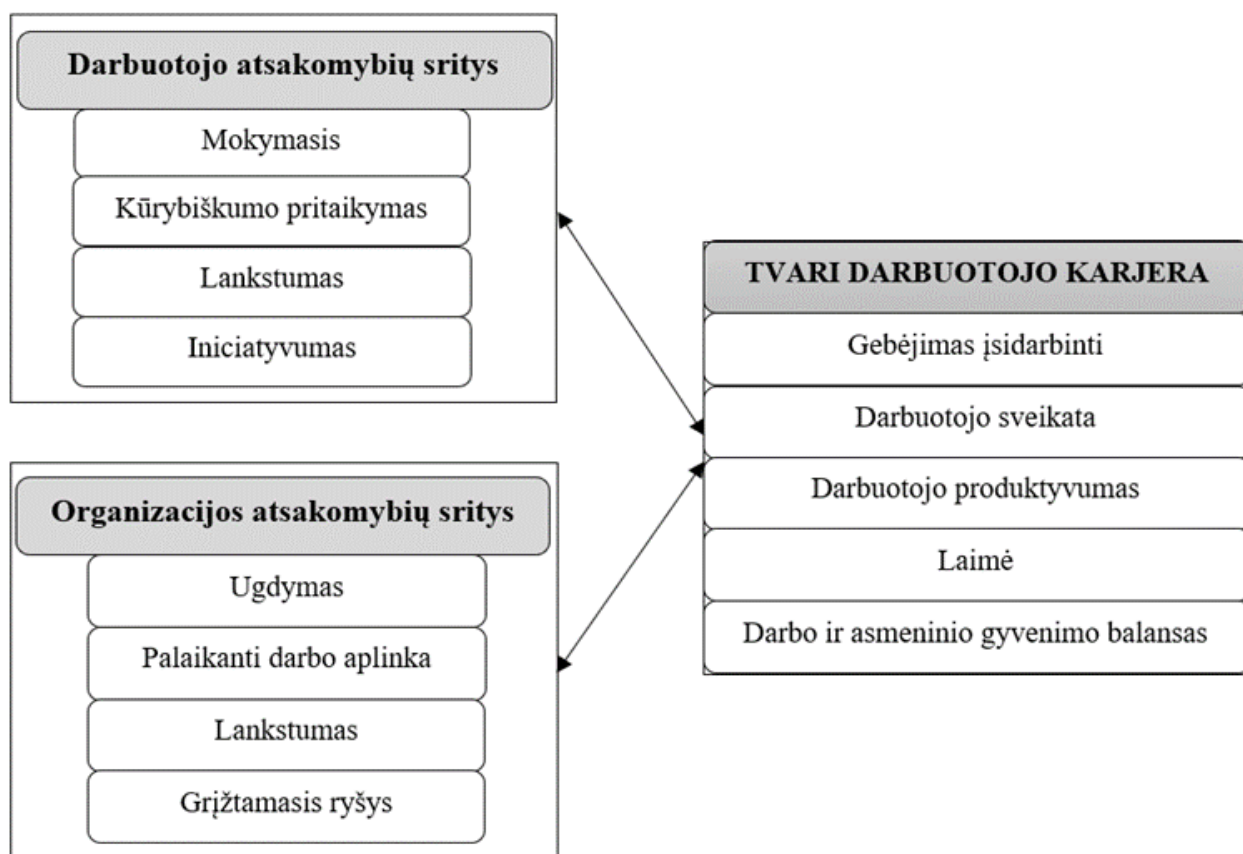 Darbuotojo atsakomybių sritys
Mokymasis
Kūrybiškumo pritaikymas
Lankstumas
Iniciatyvumas
Organizacijos atsakomybių sritys
Ugdymas
Palaikanti darbo aplinka
Lankstumas
Grįžtamasis ryšys
TVARI DARBUOTOJO KARJERA
Gebėjimas įsidarbinti
Darbuotojo sveikata
Darbuotojo produktyvumas
Laimė
Darbo ir asmeninio gyvenimo balansas